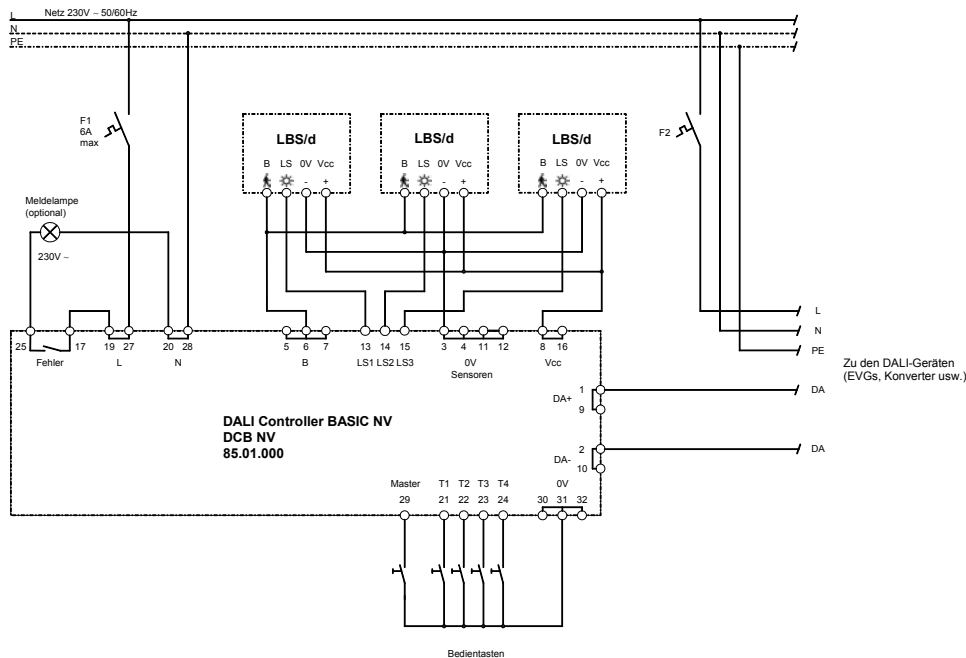 L Netz 230V ~ 50/60Hz
N
PE
F1
6A
max
LBS/d
B LS 0V Vcc
- +
LBS/d
B LS 0V Vcc
- +
LBS/d
B LS 0V Vcc
- +
F2
Meldelampe
(optional)
230V ~
L
N
PE
Zu den DALI-Geräten
(EVGs, Konverter usw.)
25 17 19 27 20 28 5 6 7 13 14 15 3 4 11 12 8 16
Fehler L N B LS1 LS2 LS3 0V Vcc
Sensoren
1
DA+
9
DA
DALI Controller BASIC NV
DCB NV
85.01.000
2
DA-
10
DA
Master T1 T2 T3 T4 0V
29 21 22 23 24 30 31 32
Bedientasten